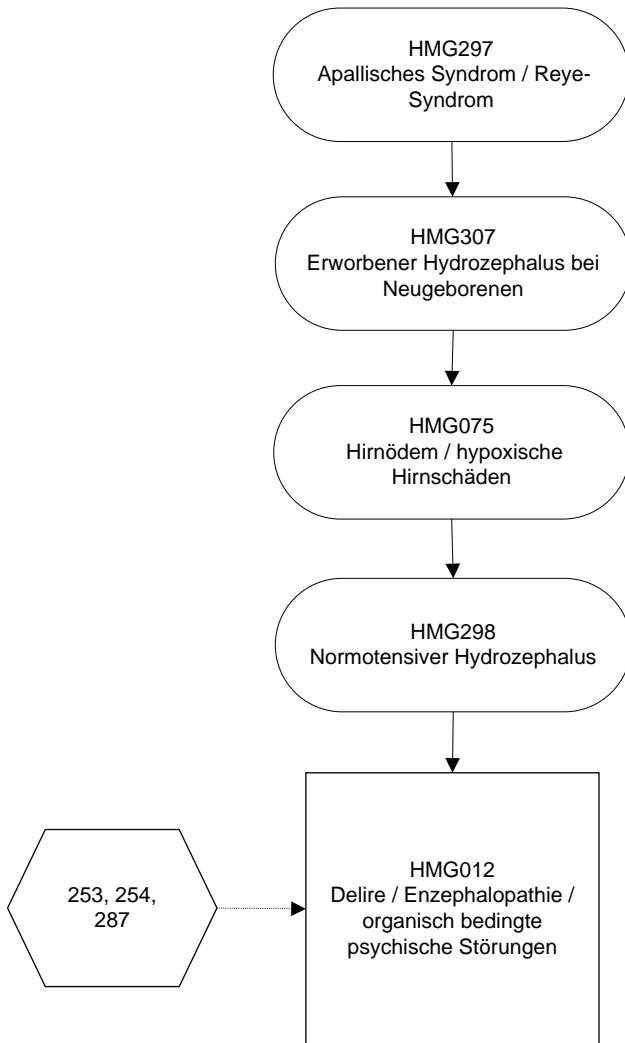 HMG297
Apallisches Syndrom / Reye-
Syndrom
HMG307
Erworbener Hydrozephalus bei
Neugeborenen
HMG075
Hirnödem / hypoxische
Hirnschäden
HMG298
Normotensiver Hydrozephalus
253, 254,
287
HMG012
Delire / Enzephalopathie /
organisch bedingte
psychische Störungen